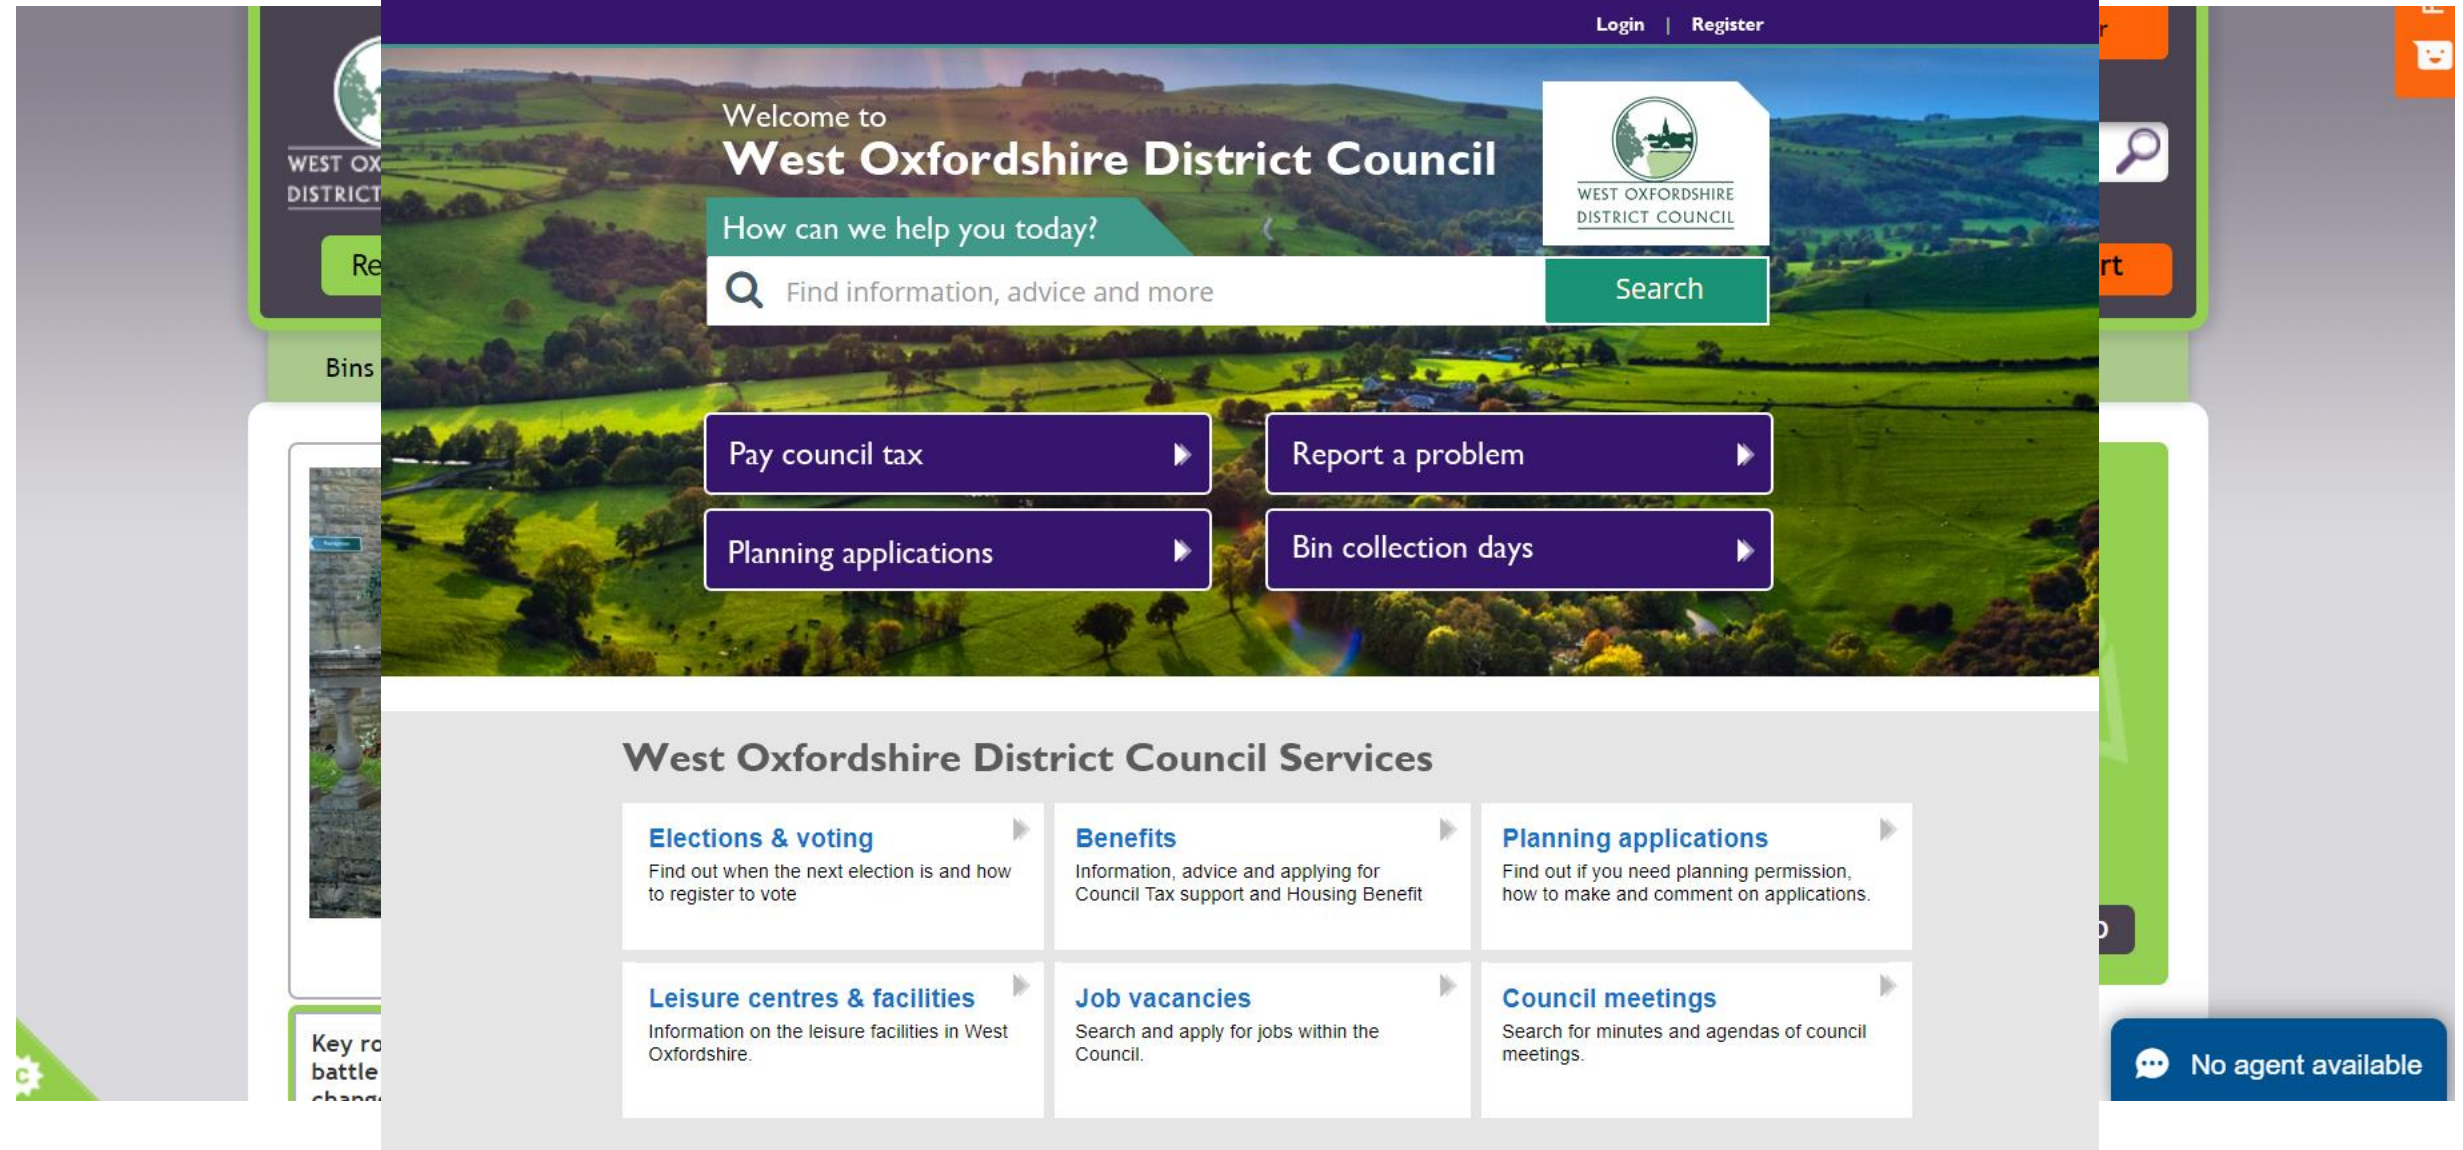 Login | Register
Welcome to
West Oxfordshire District Council
WEST OXFORDSHIRE
DISTRICT COUNCIL
How can we help you today?
Find information, advice and more
Search
Pay council tax
Report a problem
Planning applications
Bin collection days
West Oxfordshire District Council Services
Elections & voting
Find out when the next election is and how
to register to vote
Benefits
Information, advice and applying for
Council Tax support and Housing Benefit
Planning applications
Find out if you need planning permission,
how to make and comment on applications.
Leisure centres & facilities
Information on the leisure facilities in West
Oxfordshire.
Job vacancies
Search and apply for jobs within the
Council.
Council meetings
Search for minutes and agendas of council
meetings.
WEST OX
DISTRICT
Re
Bins
rt
Key ro
battle
No agent available